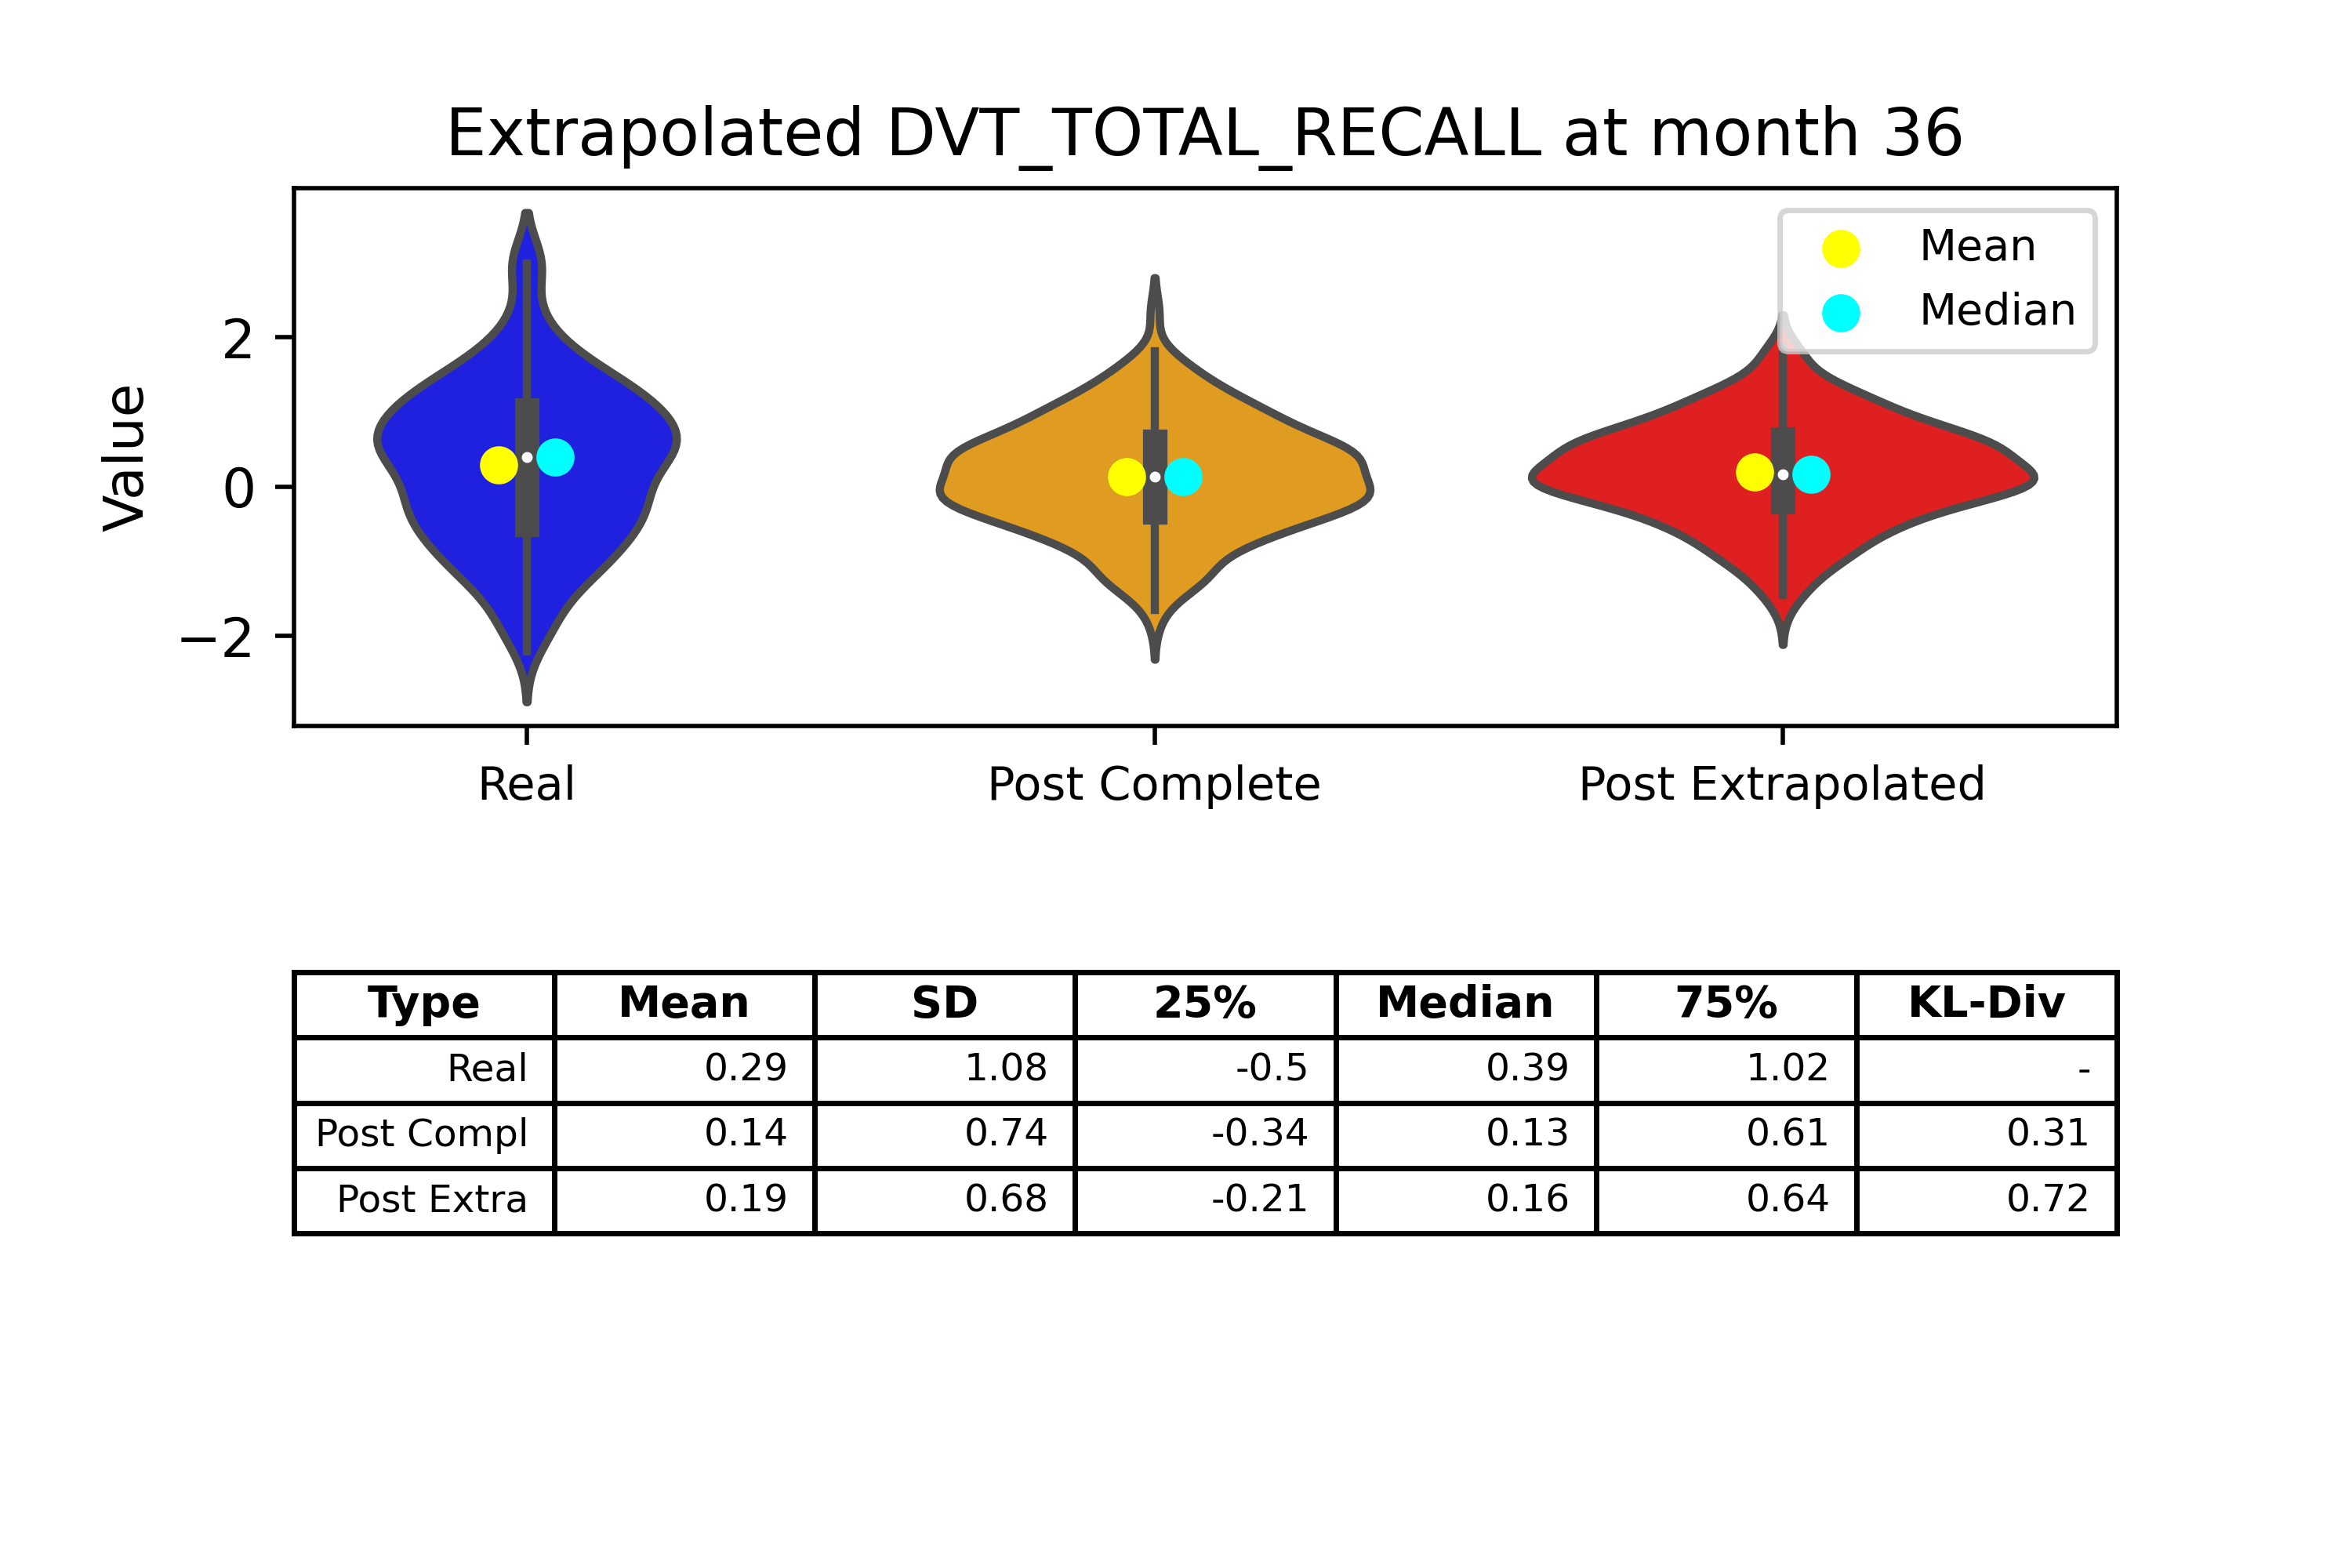 Extrapolated DVT_TOTAL_RECALL at month 36
Mean
Median
Value
2
0
−2
Real Post Complete Post Extrapolated
Type Mean SD 25% Median 75% KL-Div
Real 0.29 1.08 -0.5 0.39 1.02 -
Post Compl 0.14 0.74 -0.34 0.13 0.61 0.31
Post Extra 0.19 0.68 -0.21 0.16 0.64 0.72